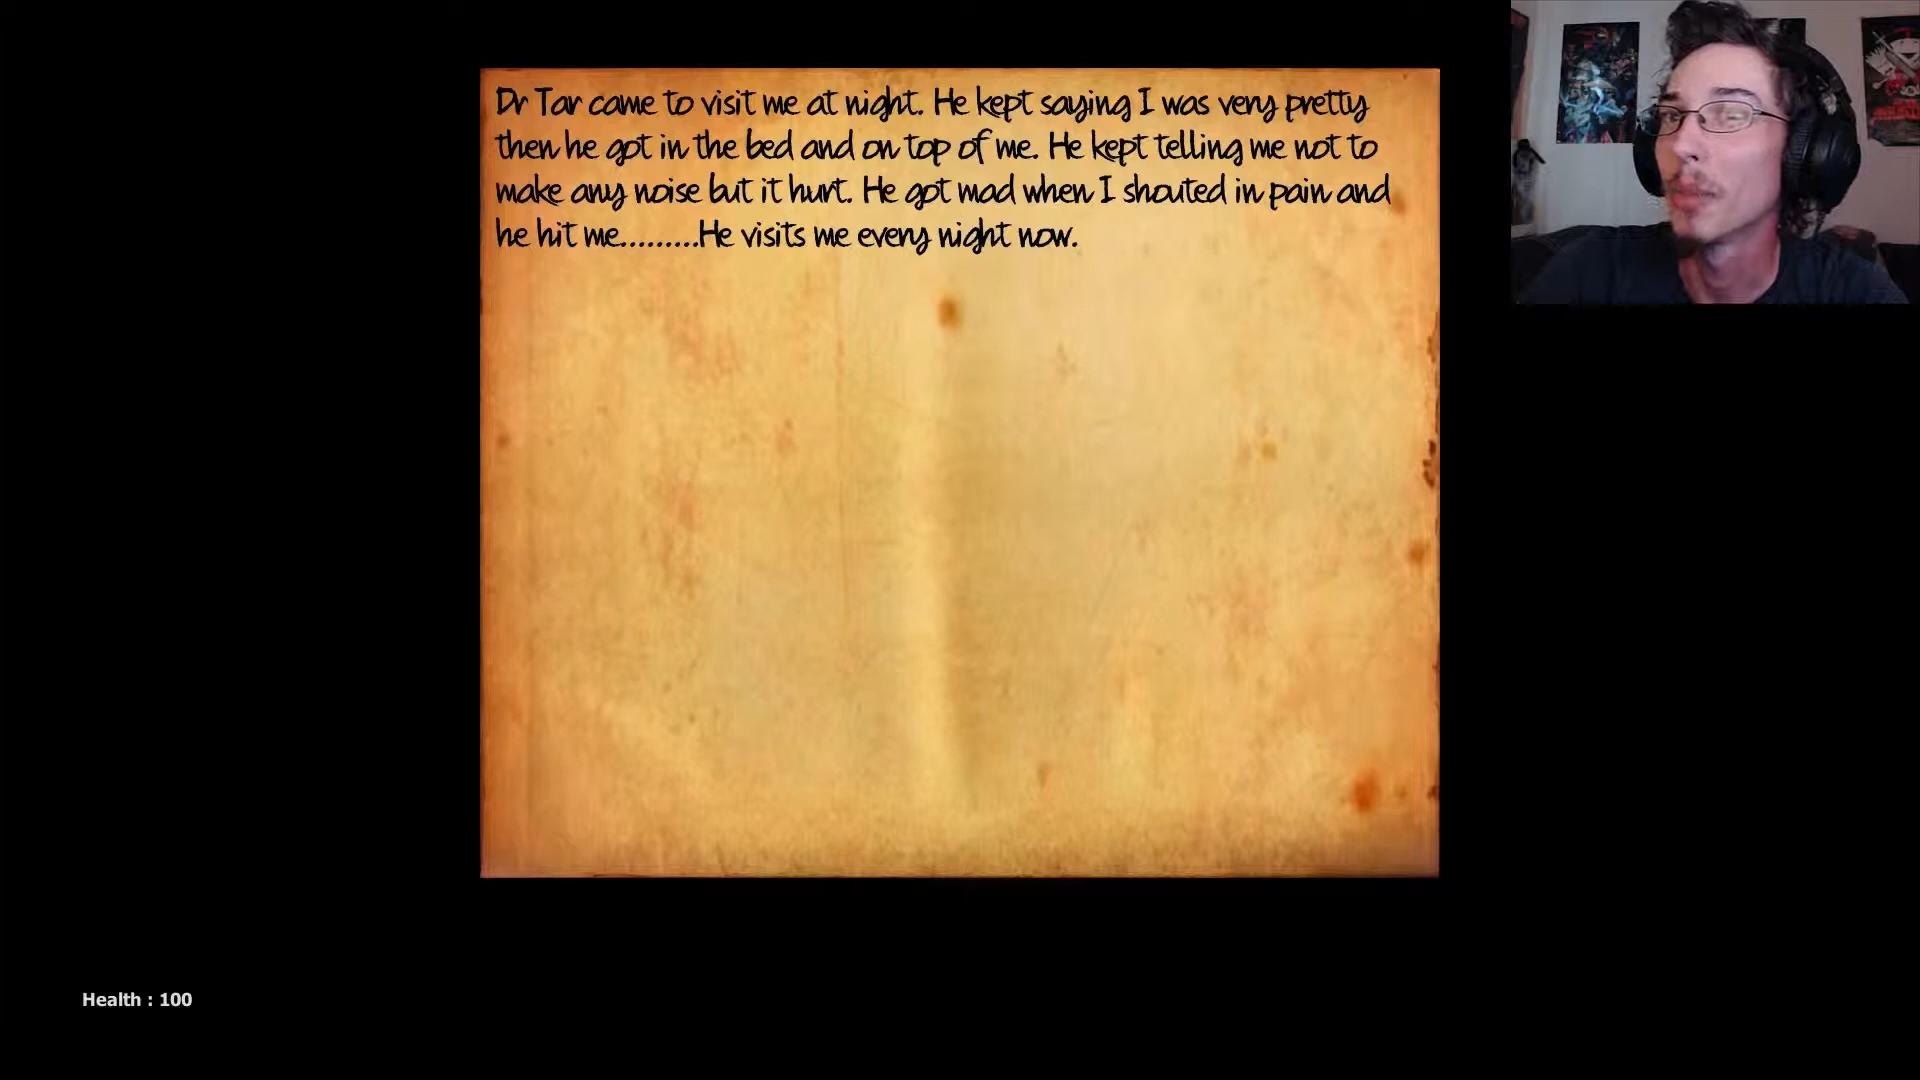 Dr Tar came to visit me at night. He kept saying I was very pretty
then he got in the bed and on top of me. He kept telling me not to
make any noise but it hurt. He got mad when I shouted in pain and
he hit me.........He visits me every night now.
Health : 100